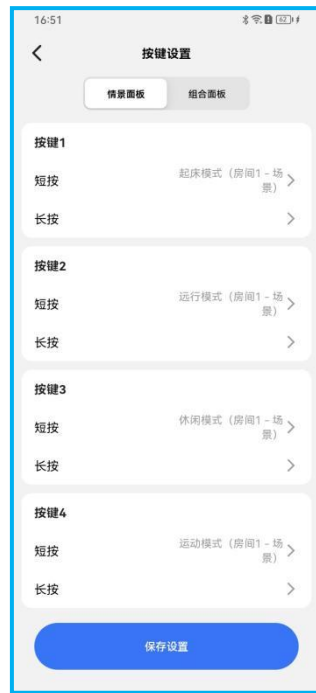 16:51
62
按键设置
情景面板 组合面板
按键1
短按 起床模式（房间1 - 场
景）
长按
按键2
短按 远行模式（房间1 - 场
景）
长按
按键3
短按 休闲模式（房间1 - 场
景）
长按
按键4
短按 运动模式（房间1 - 场
景）
长按
保存设置